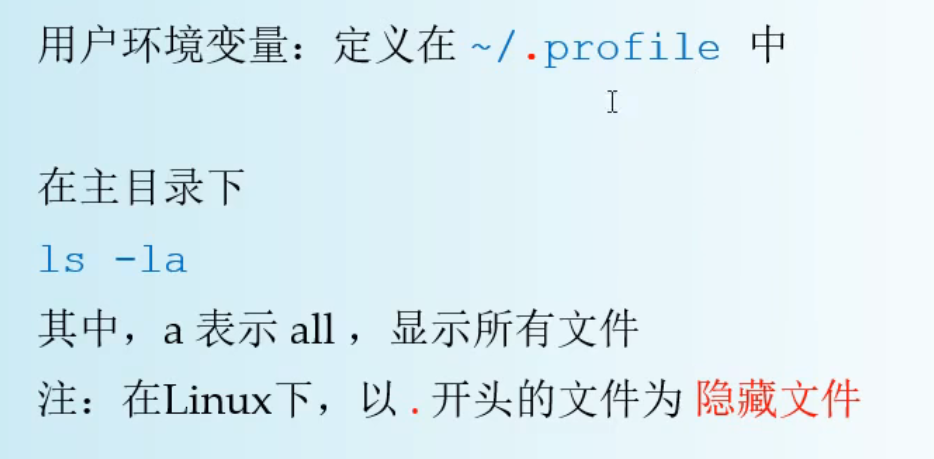 用户环境变量：定义在 ~/.profile 中
在主目录下
ls -la
其中，a 表示 all ，显示所有文件
注：在Linux下，以 . 开头的文件为 隐藏文件